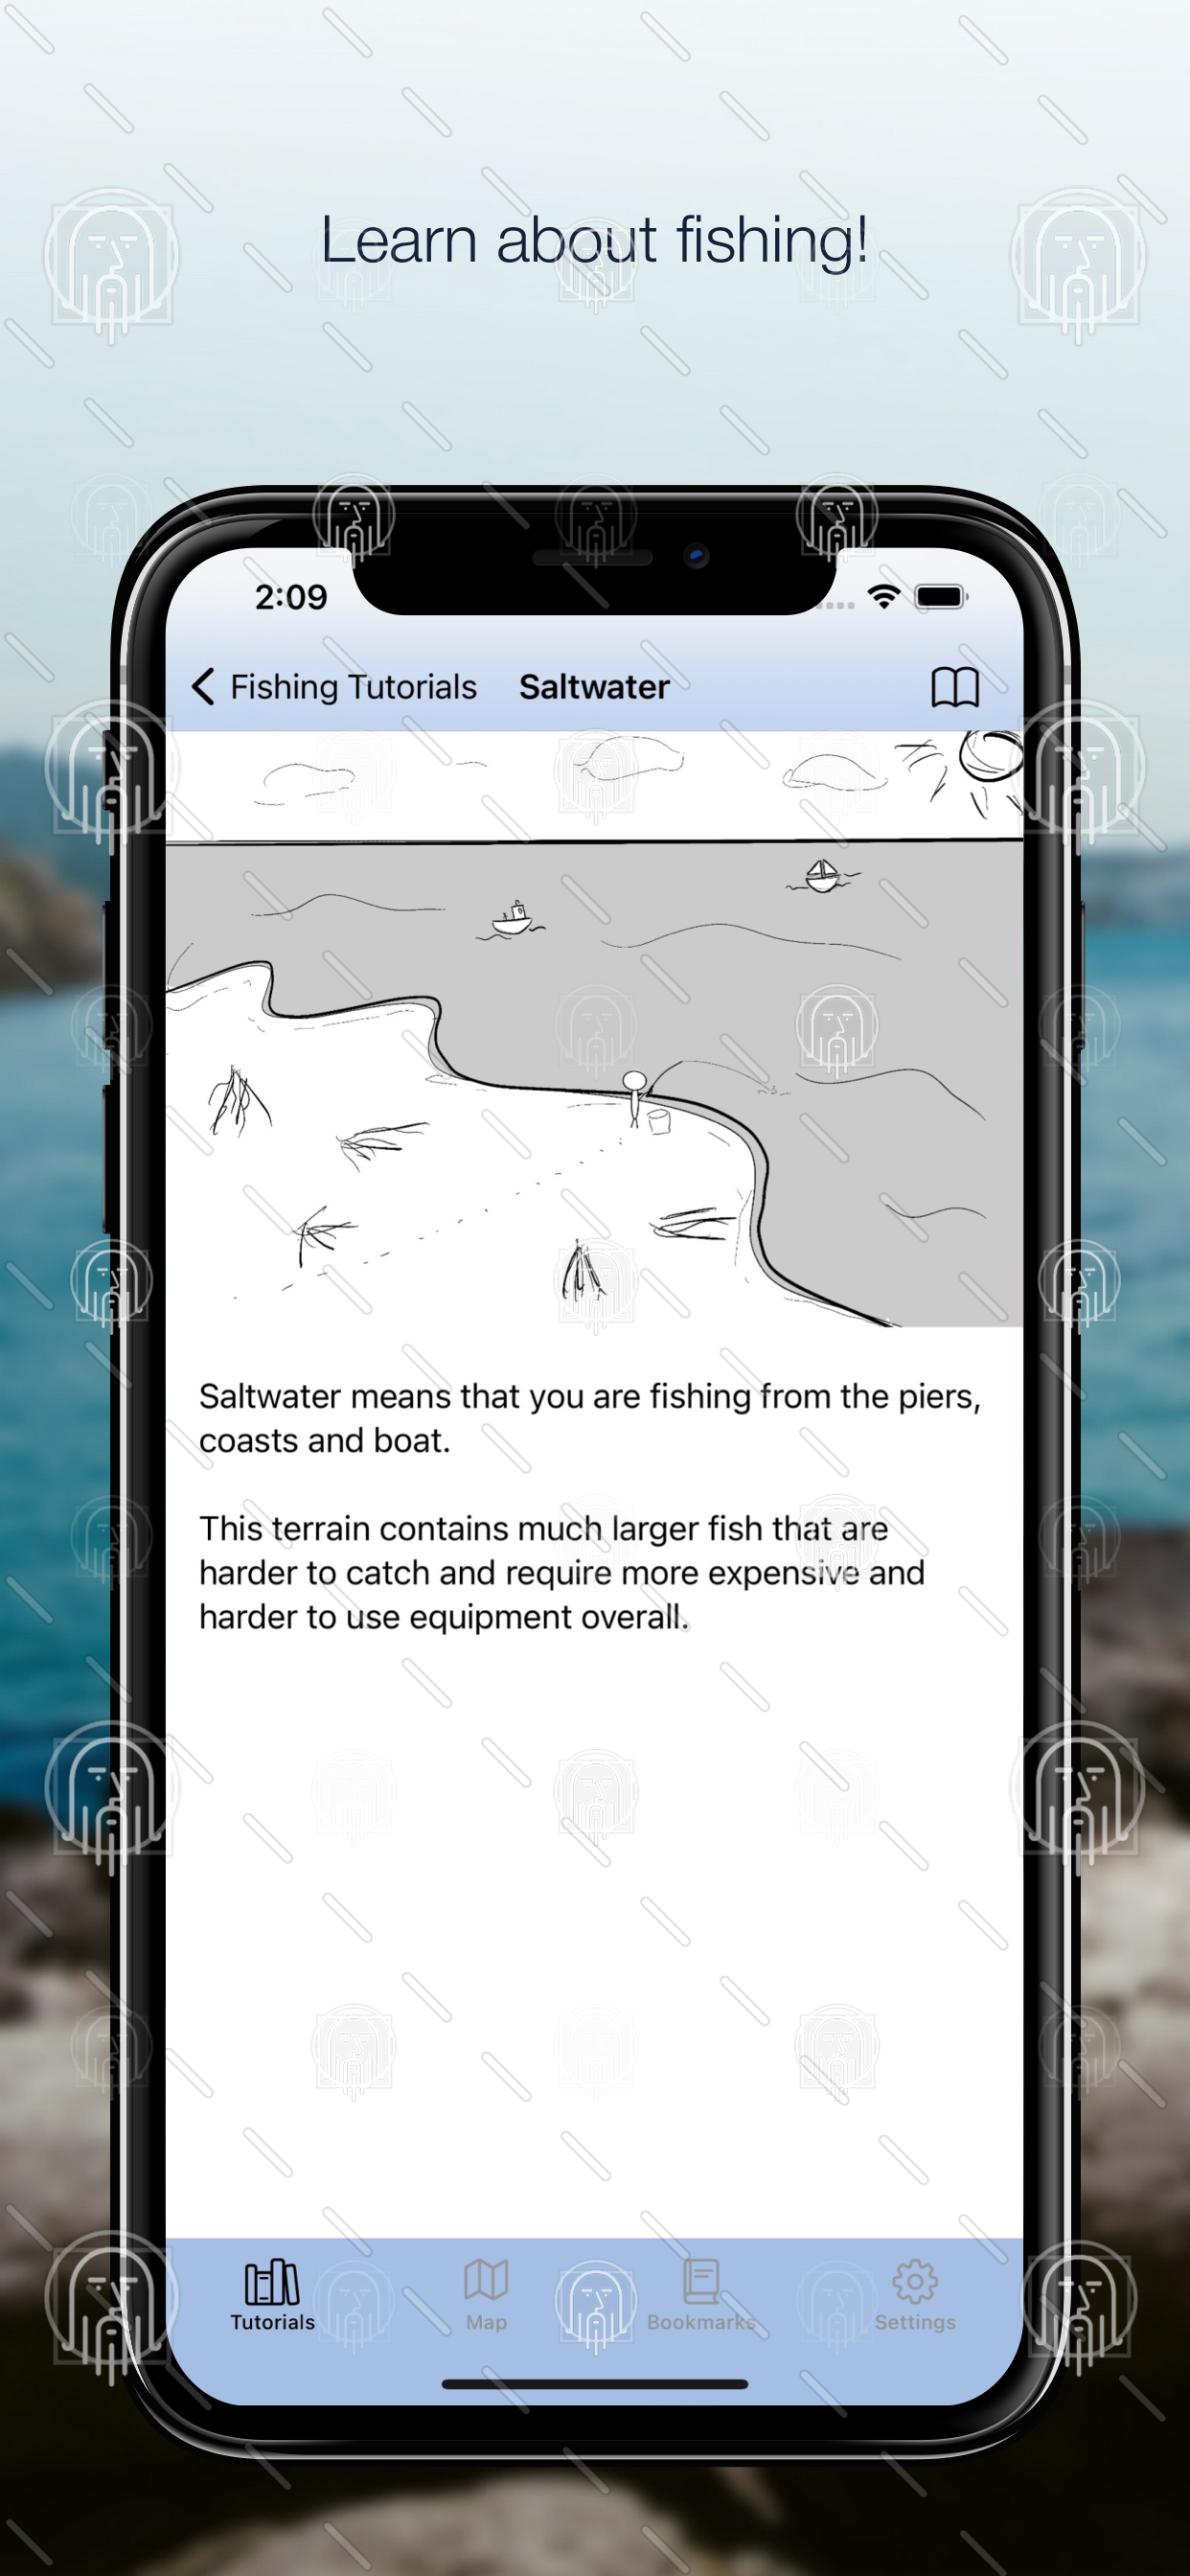 Learn about fishing!
2:09
Fishing Tutorials Saltwater
Saltwater means that you are fishing from the piers,
coasts and boat.
This terrain contains much larger fish that are
harder to catch and require more expensive and
harder to use equipment overall.
Tutorials Map Bookmarks Settings